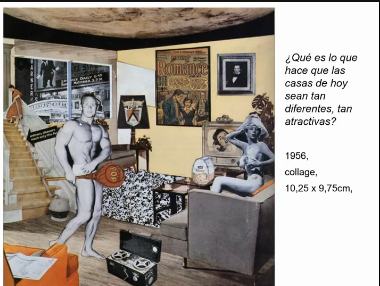 Romance
POP
¿Qué es lo que
hace que las
casas de hoy
sean tan
diferentes, tan
atractivas?
1956,
collage,
10,25 x 9,75cm,